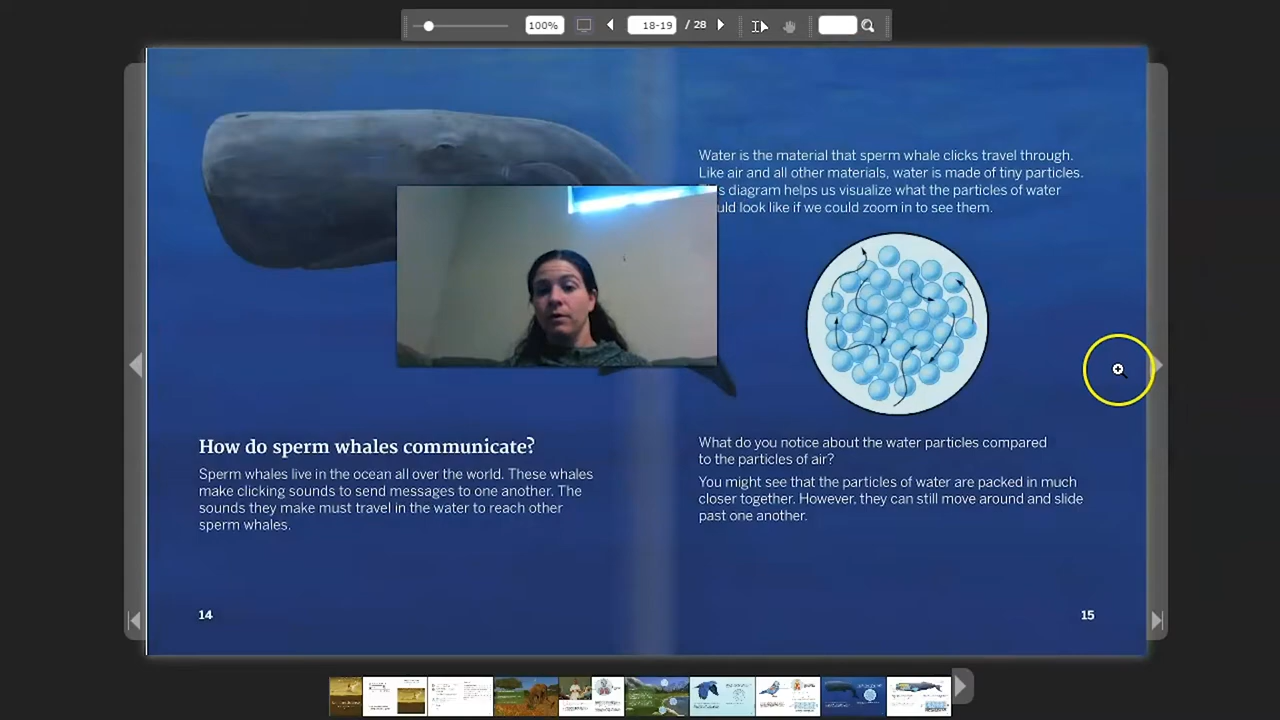 100%
18-19 / 28
Water is the material that sperm whale clicks travel through.
Like air and all other materials, water is made of tiny particles.
diagram helps us visualize what the particles of water
look like if we could zoom in to see them.
How do sperm whales communicate?
Sperm whales live in the ocean all over the world. These whales
make clicking sounds to send messages to one another. The
sounds they make must travel in the water to reach other
sperm whales.
What do you notice about the water particles compared
to the particles of air?
You might see that the particles of water are packed in much
closer together. However, they can still move around and slide
past one another.
14
15